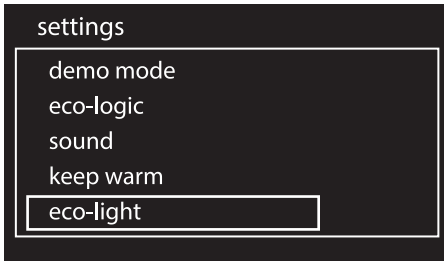 settings
demo mode
eco-logic
sound
keep warm
eco-light